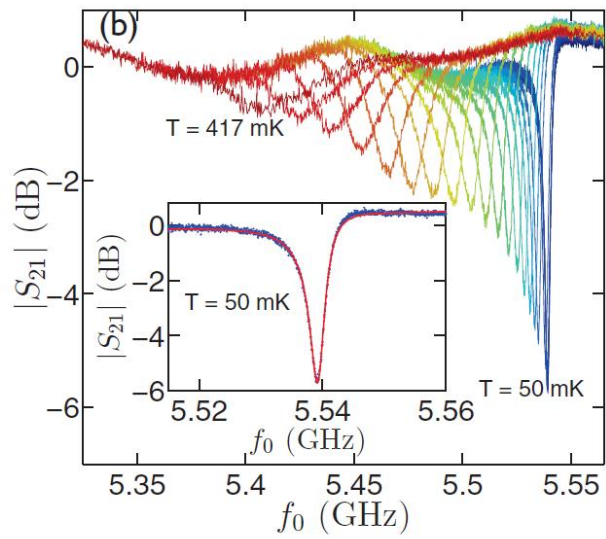 (b)
0
−2
−4
−6
|S21| (dB)
T = 417 mK
0
−2
−4
−6
|S21| (dB)
T = 50 mK
5.52
5.54
5.56
f0 (GHz)
T = 50 mK
5.35
5.4
5.45
5.5
5.55
f0 (GHz)